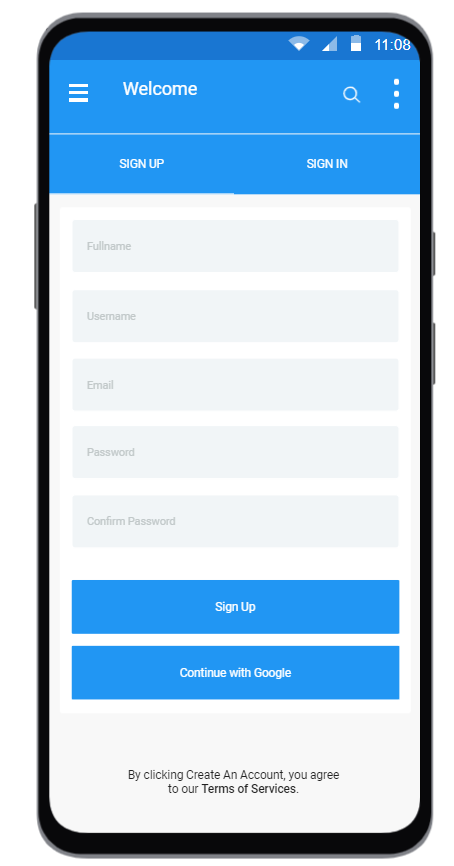 11:08
Welcome
SIGN UP
SIGN IN
Fullname
Username
Email
Password
Confirm Password
Sign Up
Continue with Google
By clicking Create An Account, you agree
to our Terms of Services.